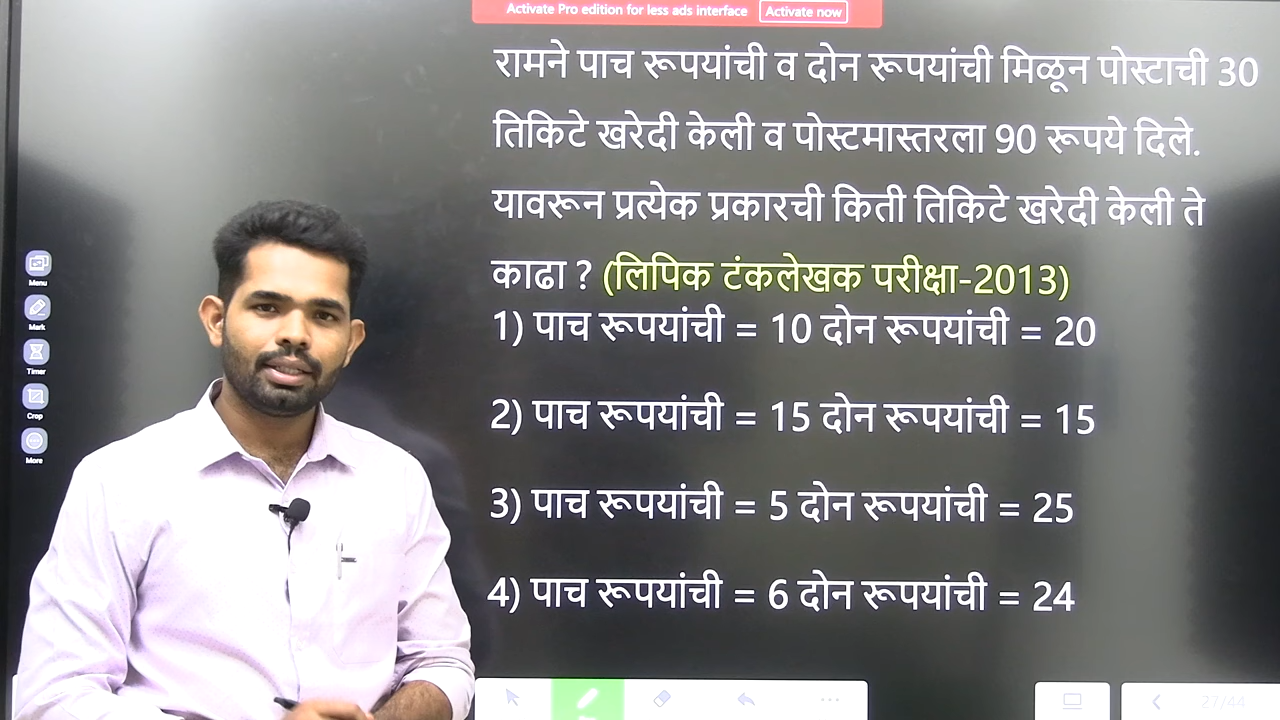 Activate Pro edition for less ads interface Activate now
रामने पाच रूपयांची व दोन रूपयांची मिळून पोस्टाची 30
तिकिटे खरेदी केली व पोस्टमास्तरला 90 रूपये दिले.
यावरून प्रत्येक प्रकारची किती तिकिटे खरेदी केली ते
काढा ? (लिपिक टंकलेखक परीक्षा-2013)
1) पाच रूपयांची = 10 दोन रूपयांची = 20
2) पाच रूपयांची = 15 दोन रूपयांची = 15
3) पाच रूपयांची = 5 दोन रूपयांची = 25
4) पाच रूपयांची = 6 दोन रूपयांची = 24
Menu
Mark
Timer
Crop
More
27/44